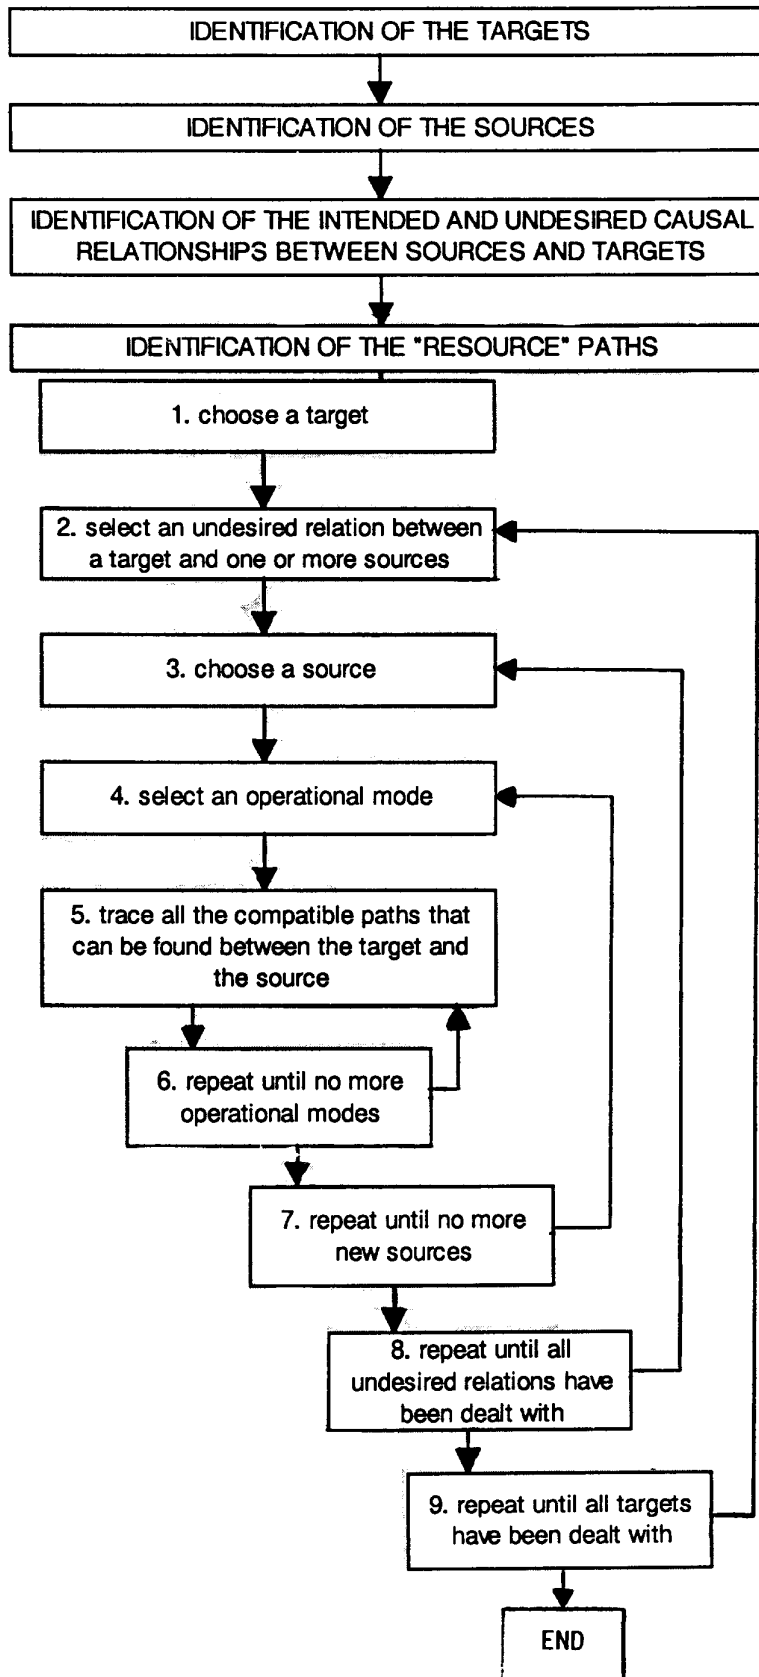 IDENTIFICATION OF THE TARGETS
IDENTIFICATION OF THE SOURCES
IDENTIFICATION OF THE INTENDED AND UNDESIRED CAUSAL
RELATIONSHIPS BETWEEN SOURCES AND TARGETS
IDENTIFICATION OF THE "RESOURCE" PATHS
1. choose a target
2. select an undesired relation between
a target and one or more sources
3. choose a source
4. select an operational mode
5. trace all the compatible paths that
can be found between the target and
the source
6. repeat until no more
operational modes
7. repeat until no more
new sources
8. repeat until all
undesired relations have
been dealt with
9. repeat until all targets
have been dealt with
END